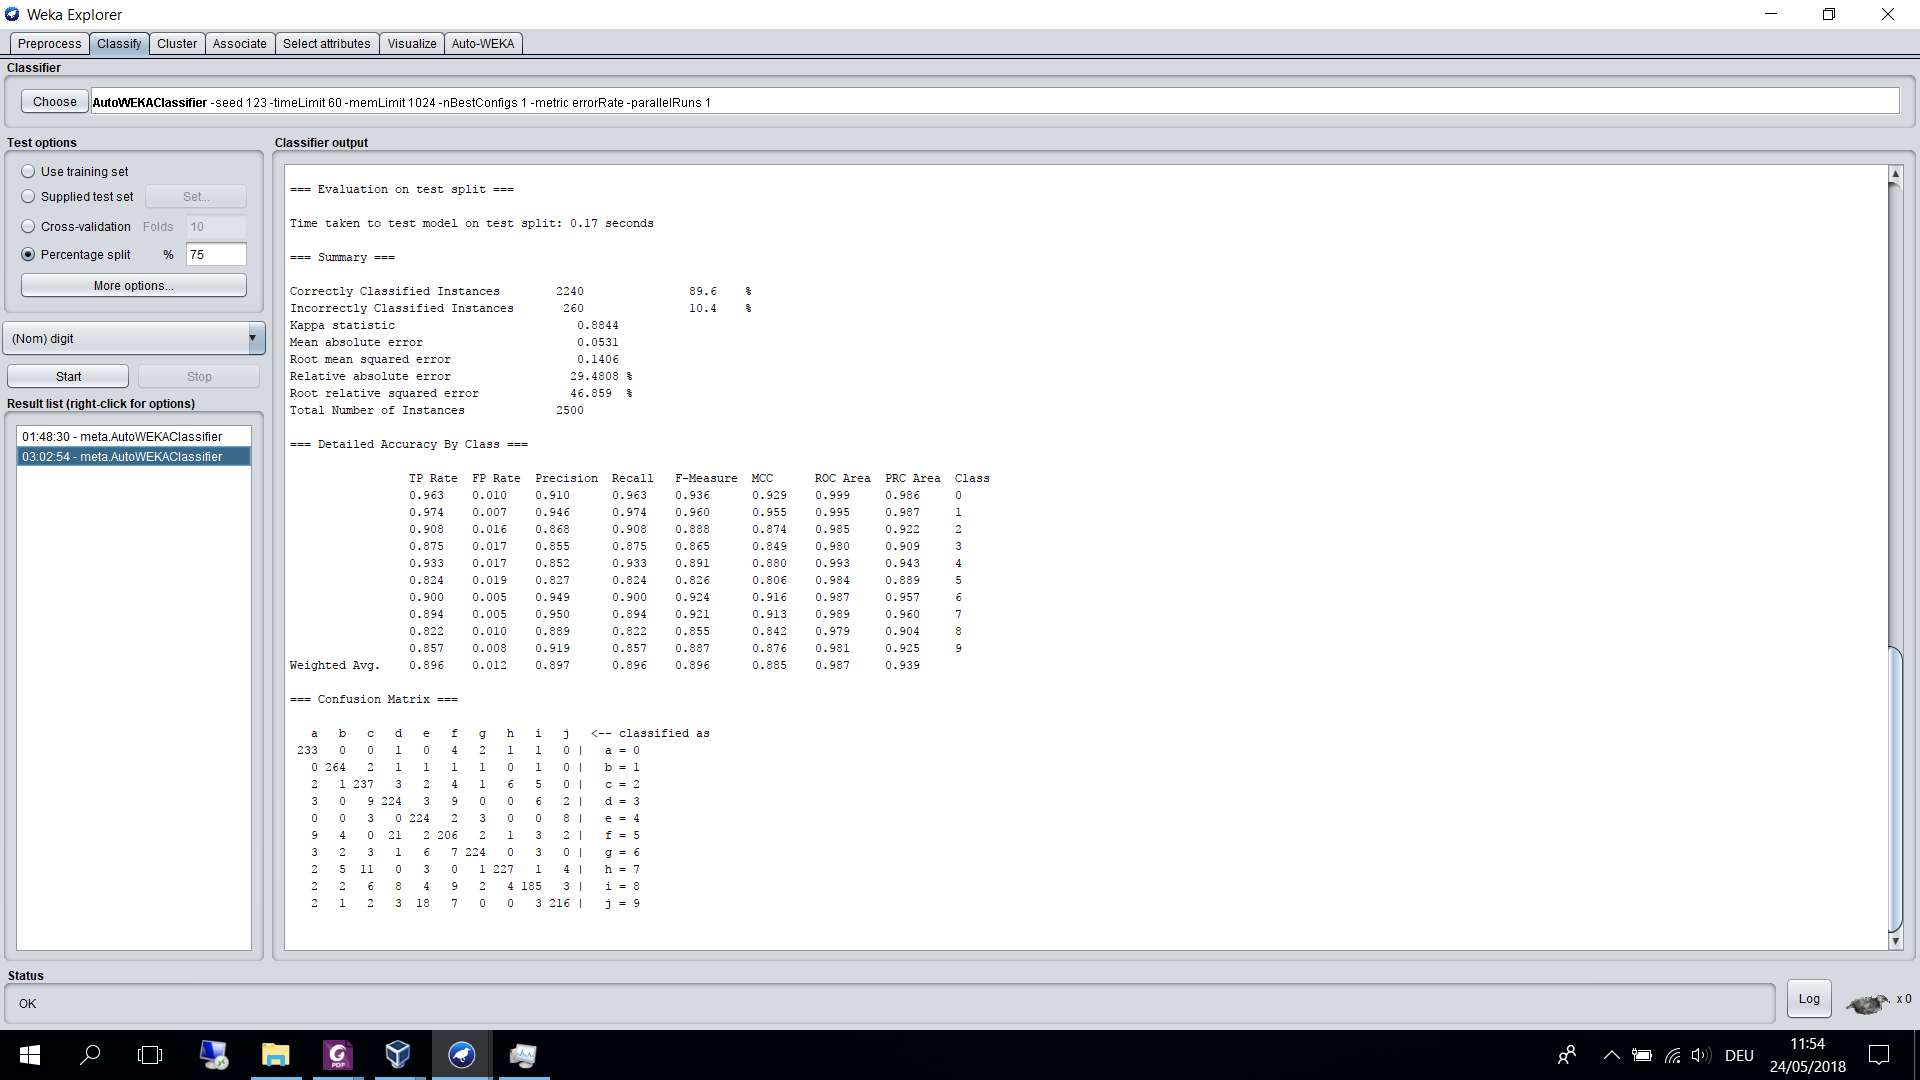 Weka Explorer
Preprocess Classify Cluster Associate Select attributes Visualize Auto-WEKA
Classifier
Choose AutoWEKAClassifier -seed 123 -timeLimit 60 -memLimit 1024 -nBestConfigs 1 -metric errorRate -parallelRuns 1
Test options
Use training set
Supplied test set Set...
Cross-validation Folds 10
Percentage split % 75
More options...
(Nom) digit
Start Stop
Result list (right-click for options)
01:48:30 - meta.AutoWEKAClassifier
03:02:54 - meta.AutoWEKAClassifier
Classifier output
=== Evaluation on test split ===
Time taken to test model on test split: 0.17 seconds
=== Summary ===
Correctly Classified Instances 2240 89.6 %
Incorrectly Classified Instances 260 10.4 %
Kappa statistic 0.8844
Mean absolute error 0.0531
Root mean squared error 0.1406
Relative absolute error 29.4808 %
Root relative squared error 46.859 %
Total Number of Instances 2500
=== Detailed Accuracy By Class ===
TP Rate FP Rate Precision Recall F-Measure MCC ROC Area PRC Area Class
0.963 0.010 0.910 0.963 0.936 0.929 0.999 0.986 0
0.974 0.007 0.946 0.974 0.960 0.955 0.995 0.987 1
0.908 0.016 0.868 0.908 0.888 0.874 0.985 0.922 2
0.875 0.017 0.855 0.875 0.865 0.849 0.980 0.909 3
0.933 0.017 0.852 0.933 0.891 0.880 0.993 0.943 4
0.824 0.019 0.827 0.824 0.826 0.806 0.984 0.889 5
0.900 0.005 0.949 0.900 0.924 0.916 0.987 0.957 6
0.894 0.005 0.950 0.894 0.921 0.913 0.989 0.960 7
0.822 0.010 0.889 0.822 0.855 0.842 0.979 0.904 8
0.857 0.008 0.919 0.857 0.887 0.876 0.981 0.925 9
Weighted Avg. 0.896 0.012 0.897 0.896 0.896 0.885 0.987 0.939
=== Confusion Matrix ===
a b c d e f g h i j <-- classified as
233 0 0 1 0 4 2 1 1 0 | a = 0
0 264 2 1 1 1 1 0 1 0 | b = 1
2 1 237 3 2 4 1 6 5 0 | c = 2
3 0 9 224 3 9 0 0 6 2 | d = 3
0 0 3 0 224 2 3 0 0 8 | e = 4
9 4 0 21 2 206 2 1 3 2 | f = 5
3 2 3 1 6 7 224 0 3 0 | g = 6
2 5 11 0 3 0 1 227 1 4 | h = 7
2 2 6 8 4 9 2 4 185 3 | i = 8
2 1 2 3 18 7 0 0 3 216 | j = 9
Status
OK
Log x 0
PDF
DEU
11:54
24/05/2018